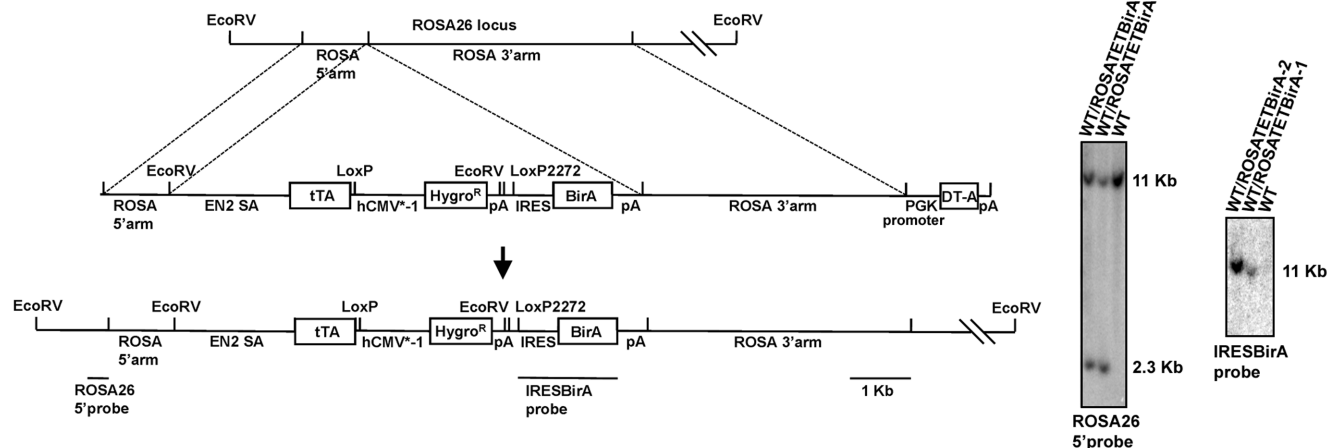 EcoRV ROSA26 locus EcoRV
ROSA 5'arm ROSA 3'arm
EcoRV LoxP EcoRV LoxP2272
tTA Hygroᴿ BirA DT-A
ROSA 5'arm EN2 SA hCMV*-1 pA IRES pA ROSA 3'arm PGK promoter pA
EcoRV EcoRV LoxP EcoRV LoxP2272 EcoRV
tTA Hygroᴿ BirA
ROSA 5'arm EN2 SA hCMV*-1 pA IRES pA ROSA 3'arm
ROSA26 5'probe IRESBirA probe 1 Kb
WT/ROSATETBirA
WT/ROSATETBirA
WT
11 Kb
2.3 Kb
ROSA26
5'probe
WT/ROSATETBirA-2
WT/ROSATETBirA-1
WT
11 Kb
IRESBirA
probe